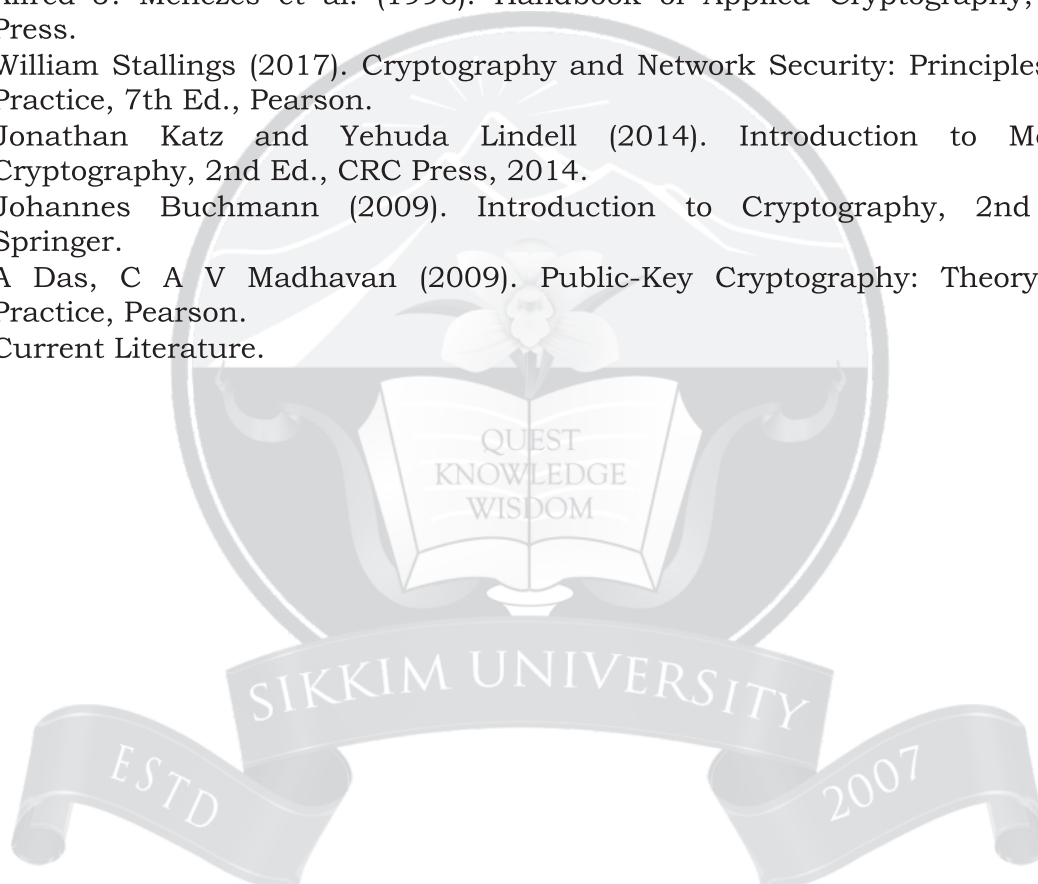 Alfred J. Menezes et al. (1996). Handbook of Applied Cryptography,
Press.
William Stallings (2017). Cryptography and Network Security: Principles
Practice, 7th Ed., Pearson.
Jonathan Katz and Yehuda Lindell (2014). Introduction to Mo
Cryptography, 2nd Ed., CRC Press, 2014.
Johannes Buchmann (2009). Introduction to Cryptography, 2nd
Springer.
A Das, C A V Madhavan (2009). Public-Key Cryptography: Theory
Practice, Pearson.
Current Literature.
QUEST
KNOWLEDGE
WISDOM
SIKKIM UNIVERSITY
ESTD
2007